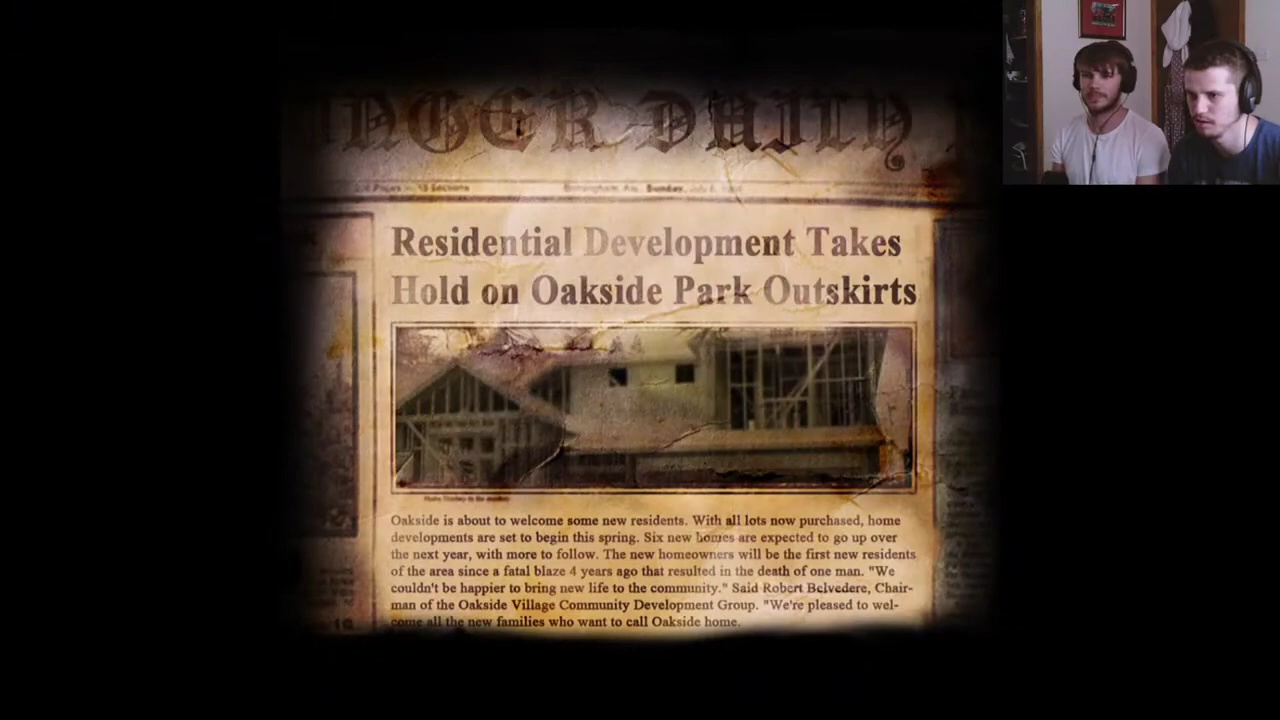 NGER DAILY
Sunday,
Residential Development Takes
Hold on Oakside Park Outskirts
Oakside is about to welcome some new residents. With all lots now purchased, home
developments are set to begin this spring. Six new homes are expected to go up over
the next year, with more to follow. The new homeowners will be the first new residents
of the area since a fatal blaze 4 years ago that resulted in the death of one man. "We
couldn't be happier to bring new life to the community." Said Robert Belvedere, Chair-
man of the Oakside Village Community Development Group. "We're pleased to wel-
come all the new families who want to call Oakside home.